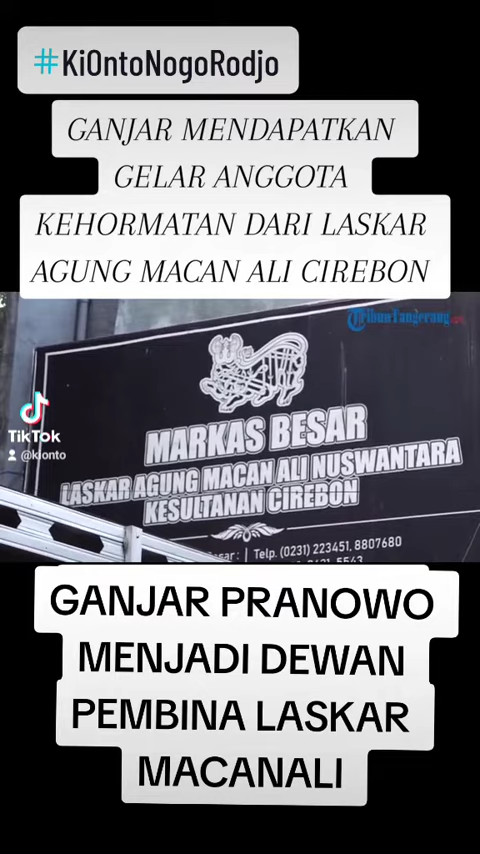 #KiOntoNogoRodjo
GANJAR MENDAPATKAN
GELAR ANGGOTA
KEHORMATAN DARI LASKAR
AGUNG MACAN ALI CIREBON
TribunTangerang.com
TikTok
@kionto
MARKAS BESAR
LASKAR AGUNG MACAN ALI NUSWANTARA
KESULTANAN CIREBON
Telp. (0231) 223451, 8807680
GANJAR PRANOWO
MENJADI DEWAN
PEMBINA LASKAR
MACANALI